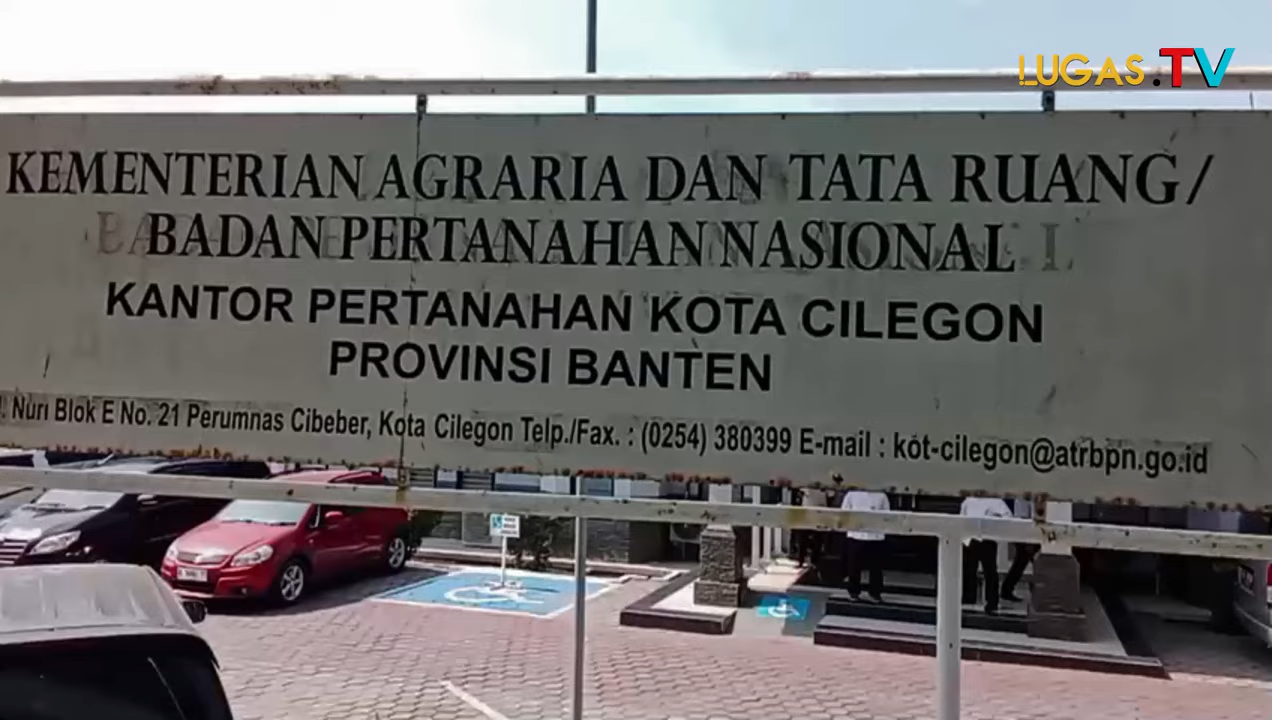 LUGAS.TV
KEMENTERIAN AGRARIA DAN TATA RUANG/
BADAN PERTANAHAN NASIONAL
KANTOR PERTANAHAN KOTA CILEGON
PROVINSI BANTEN
Nuri Blok E No. 21 Perumnas Cibeber, Kota Cilegon Telp./Fax. : (0254) 380399 E-mail : kot-cilegon@atrbpn.go.id